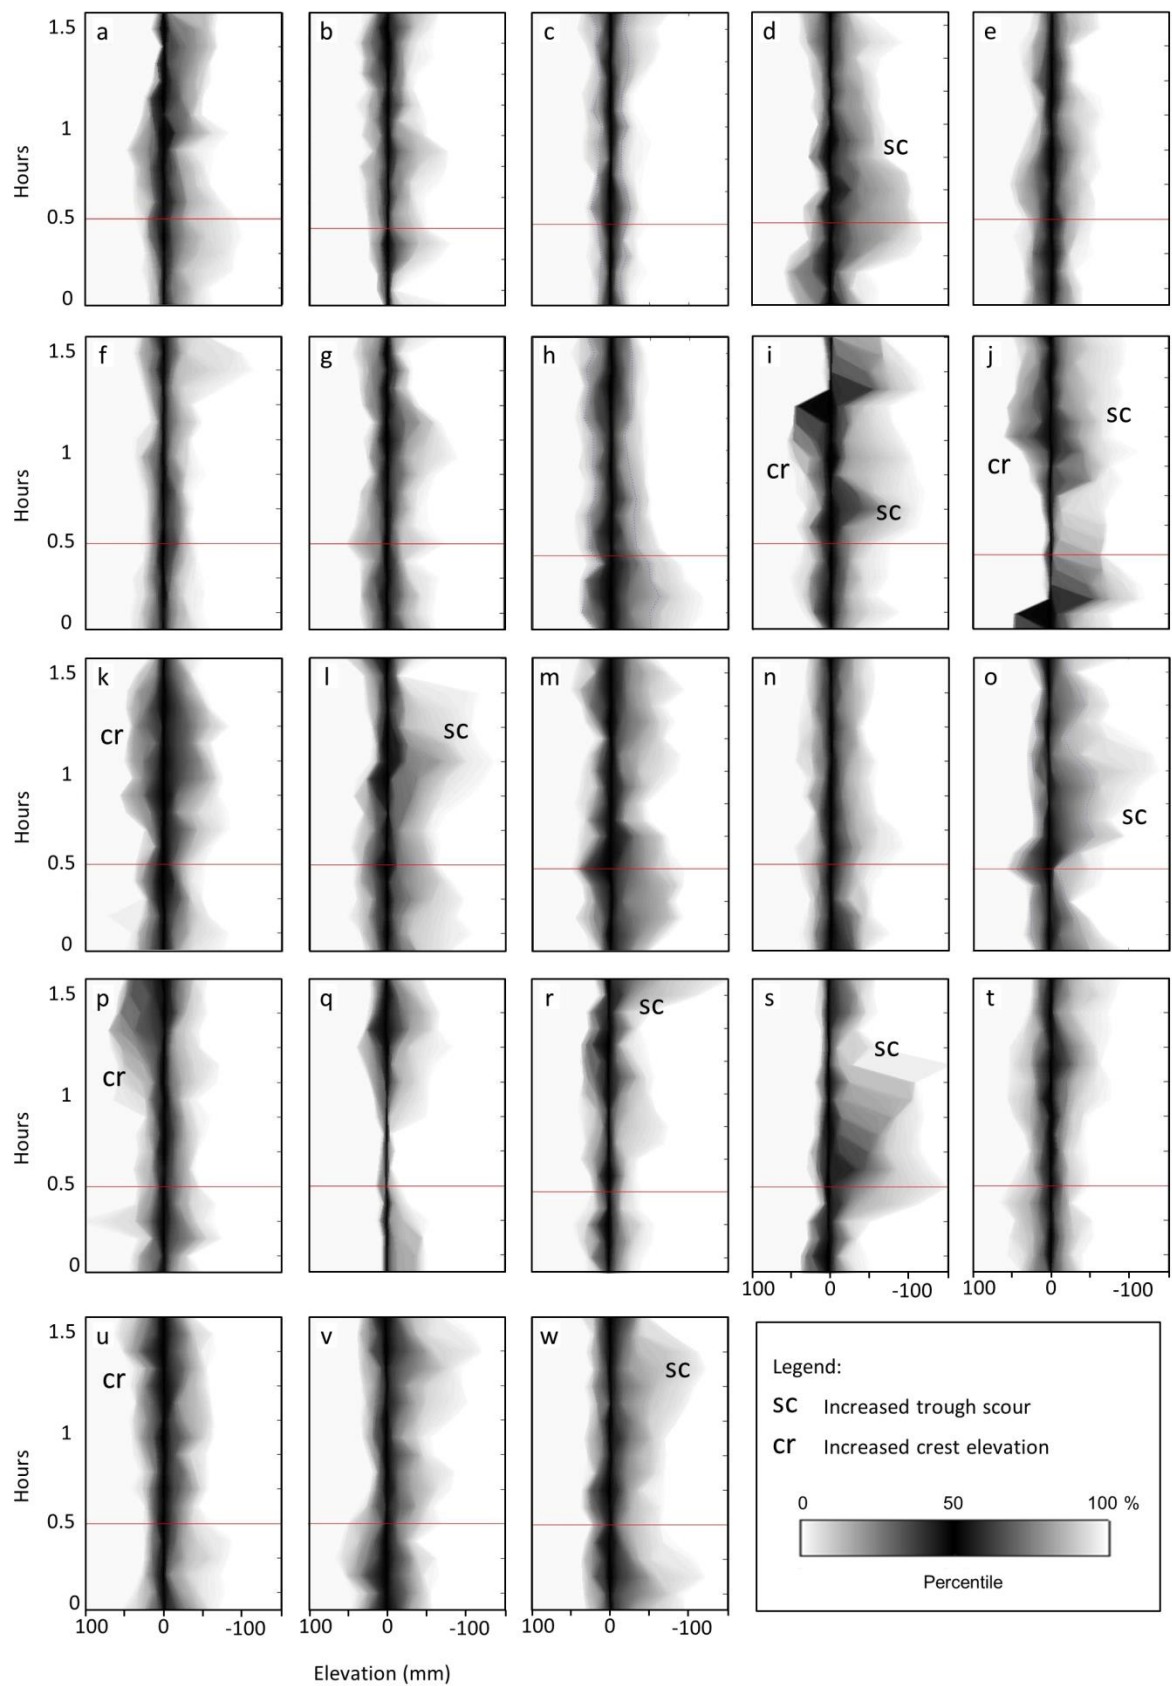 1.5 a b c d e
1
sc
Hours
0.5
0
1.5 f g h i j
sc
1 cr cr
Hours
sc
0.5
0
1.5 k l m n o
cr sc
1
sc
Hours
0.5
0
1.5 p q r s t
sc
sc
cr
1
Hours
0.5
0
100 0 -100 100 0 -100
1.5 u v w
cr sc
1
Hours
0.5
0
100 0 -100 100 0 -100 100 0 -100
Elevation (mm)
Legend:
sc Increased trough scour
cr Increased crest elevation
0 50 100 %
Percentile